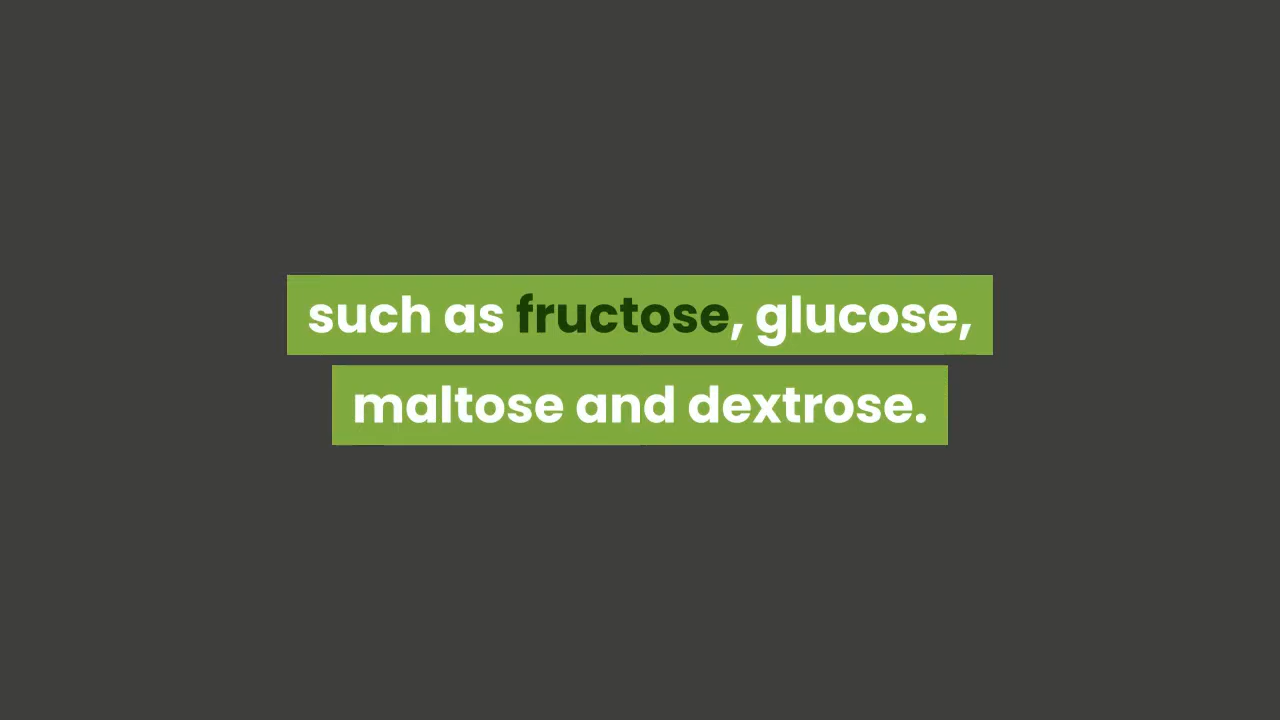 such as fructose, glucose,
maltose and dextrose.